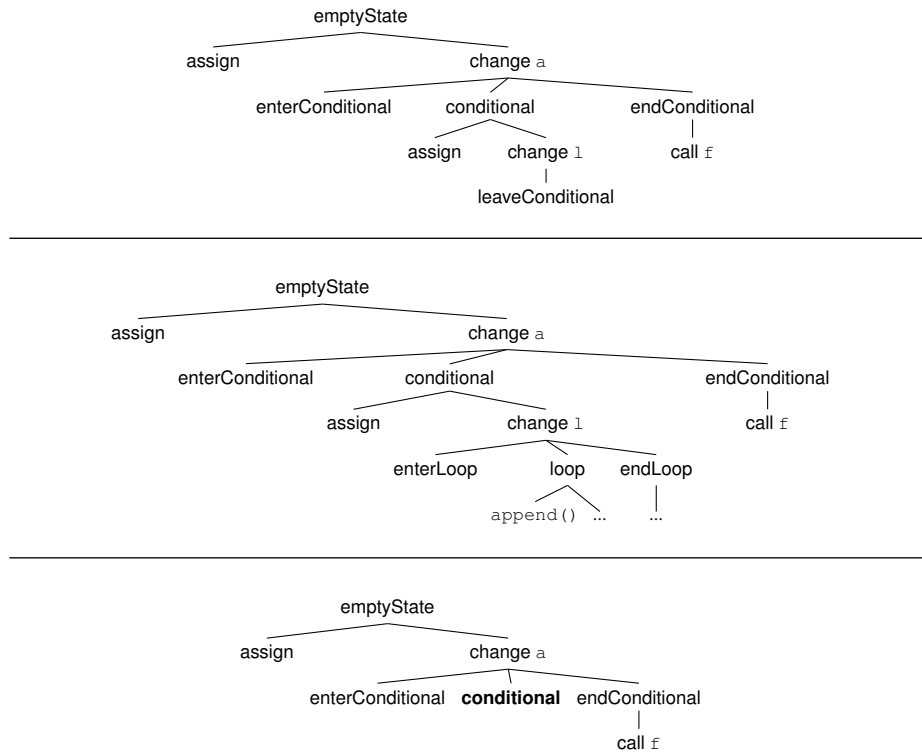 emptyState
assign change a
enterConditional conditional endConditional
assign change l call f
leaveConditional
emptyState
assign change a
enterConditional conditional endConditional
assign change l call f
enterLoop loop endLoop
append() ... ...
emptyState
assign change a
enterConditional conditional endConditional
call f